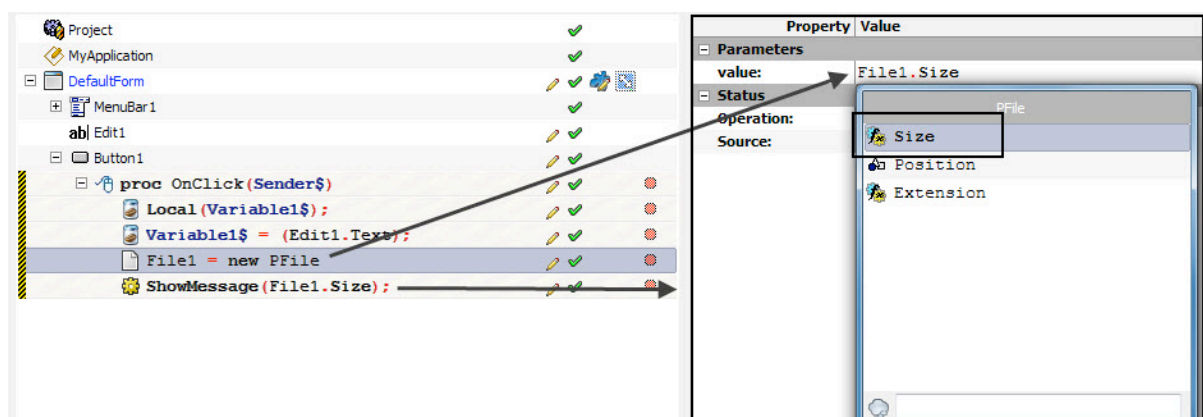 Project
MyApplication
DefaultForm
MenuBar1
ab| Edit1
Button1
proc OnClick(Sender$)
Local(Variable1$);
Variable1$ = (Edit1.Text);
File1 = new PFile
ShowMessage(File1.Size);
Property Value
Parameters
value: File1.Size
Status
Operation:
Source:
PFile
Size
Position
Extension